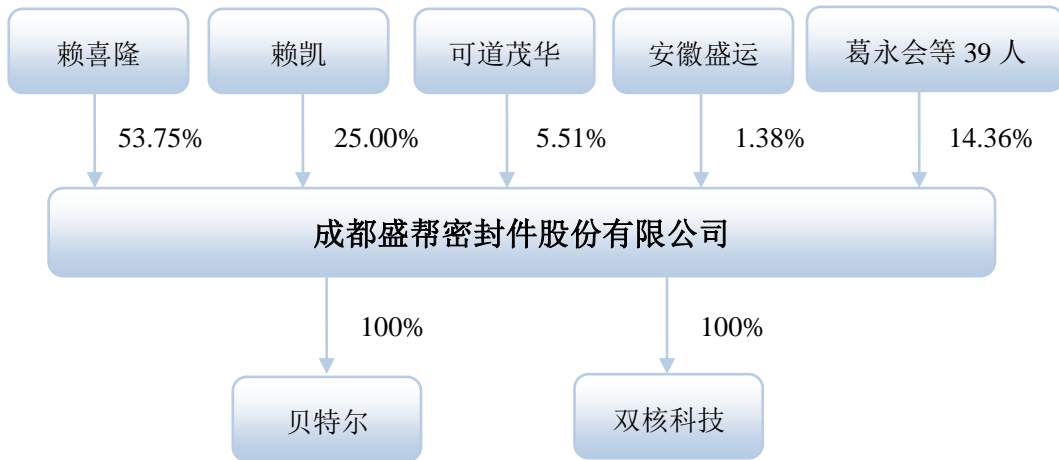 赖喜隆
赖凯
可道茂华
安徽盛运
葛永会等 39 人
53.75%
25.00%
5.51%
1.38%
14.36%
成都盛帮密封件股份有限公司
100%
100%
贝特尔
双核科技